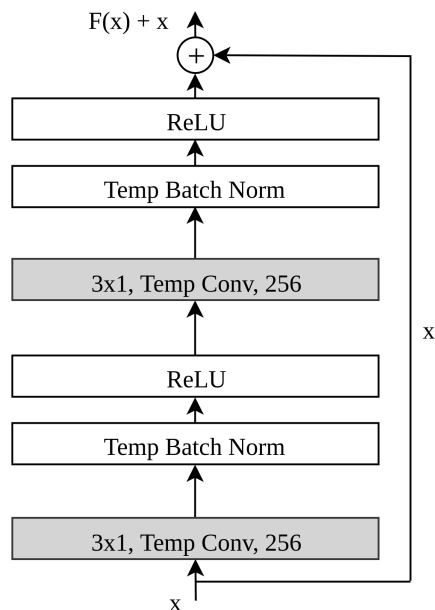 F(x) + x
+
ReLU
Temp Batch Norm
3x1, Temp Conv, 256
x
ReLU
Temp Batch Norm
3x1, Temp Conv, 256
x